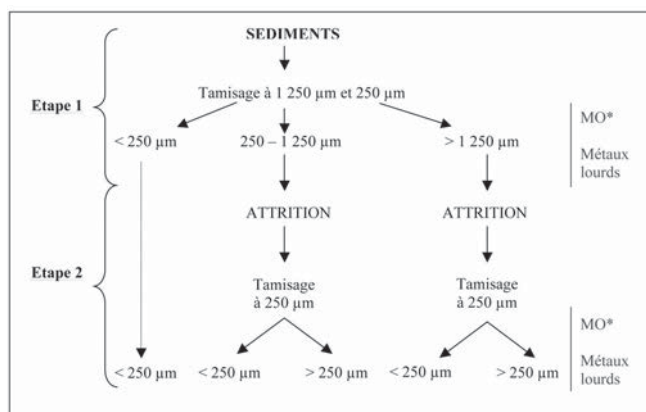 SEDIMENTS
Tamisage à 1 250 µm et 250 µm
Etape 1
MO*
< 250 µm
250 – 1 250 µm
> 1 250 µm
Métaux
lourds
ATTRITION
ATTRITION
Etape 2
Tamisage
à 250 µm
Tamisage
à 250 µm
MO*
Métaux
lourds
< 250 µm
< 250 µm
> 250 µm
< 250 µm
> 250 µm